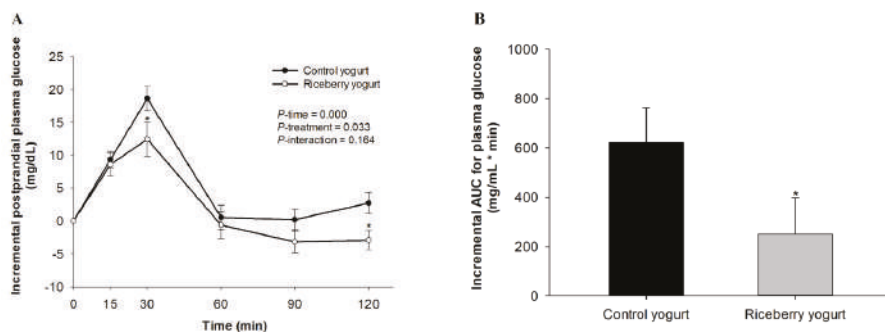 A
Incremental postprandial plasma glucose
(mg/dL)
25
20
15
10
5
0
-5
-10
0 15 30 60 90 120
Time (min)
Control yogurt
Riceberry yogurt
P-time = 0.000
P-treatment = 0.033
P-interaction = 0.164
*
*
B
Incremental AUC for plasma glucose
(mg/mL * min)
1000
800
600
400
200
0
*
Control yogurt Riceberry yogurt